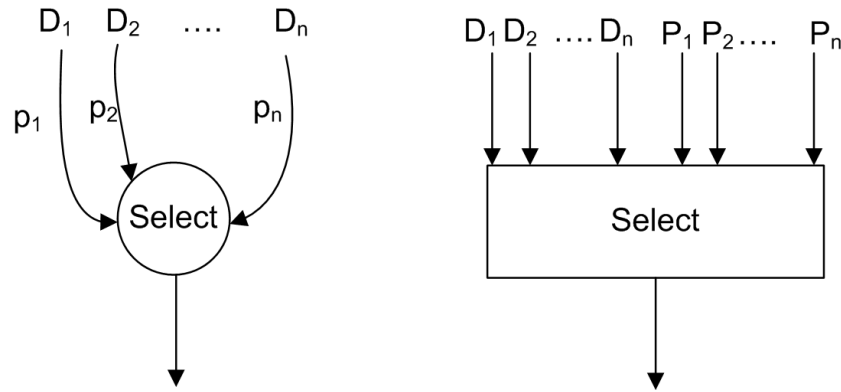 D₁ D₂ .... Dₙ
p₁ p₂ pₙ
Select
D₁ D₂ .... Dₙ P₁ P₂ .... Pₙ
Select